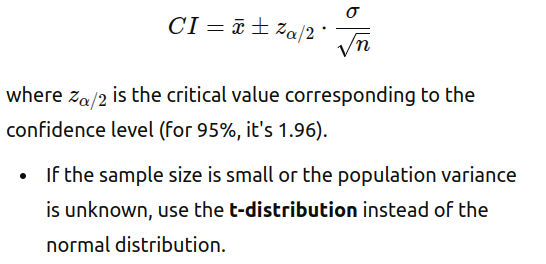 CI = x̄ ± z_{α/2} · σ/√n
where z_{α/2} is the critical value corresponding to the
confidence level (for 95%, it's 1.96).
• If the sample size is small or the population variance
is unknown, use the t-distribution instead of the
normal distribution.